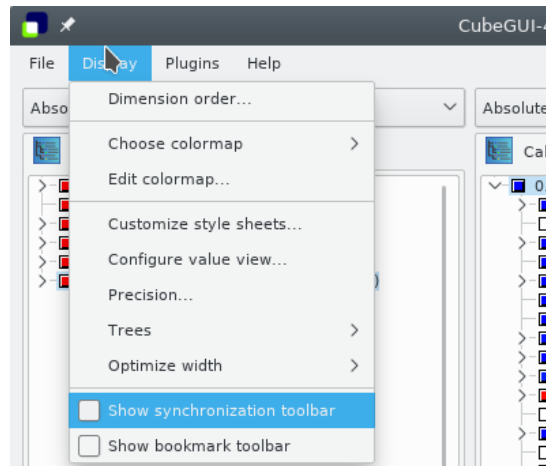 CubeGUI-4
File Display Plugins Help
Abso
Absolute
Dimension order...
Cal
Choose colormap
0.
Edit colormap...
Customize style sheets...
Configure value view...
)
Precision...
Trees
Optimize width
Show synchronization toolbar
Show bookmark toolbar